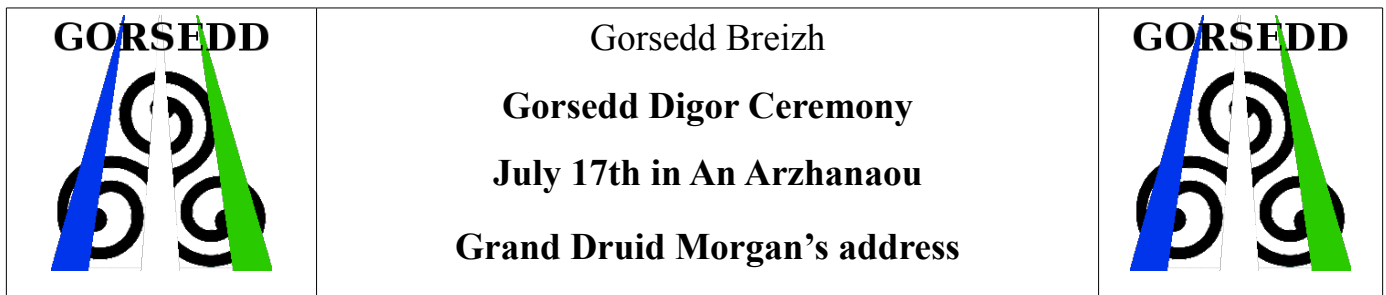 GORSEDD
Gorsedd Breizh
Gorsedd Digor Ceremony
July 17th in An Arzhanaou
Grand Druid Morgan’s address
GORSEDD